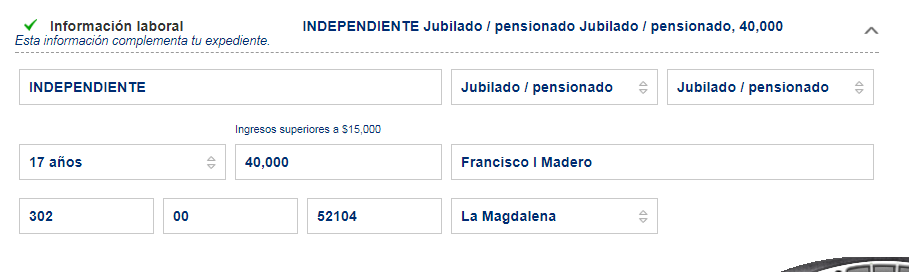 Información laboral INDEPENDIENTE Jubilado / pensionado Jubilado / pensionado, 40,000
Esta información complementa tu expediente.
INDEPENDIENTE Jubilado / pensionado Jubilado / pensionado
Ingresos superiores a $15,000
17 años 40,000 Francisco I Madero
302 00 52104 La Magdalena